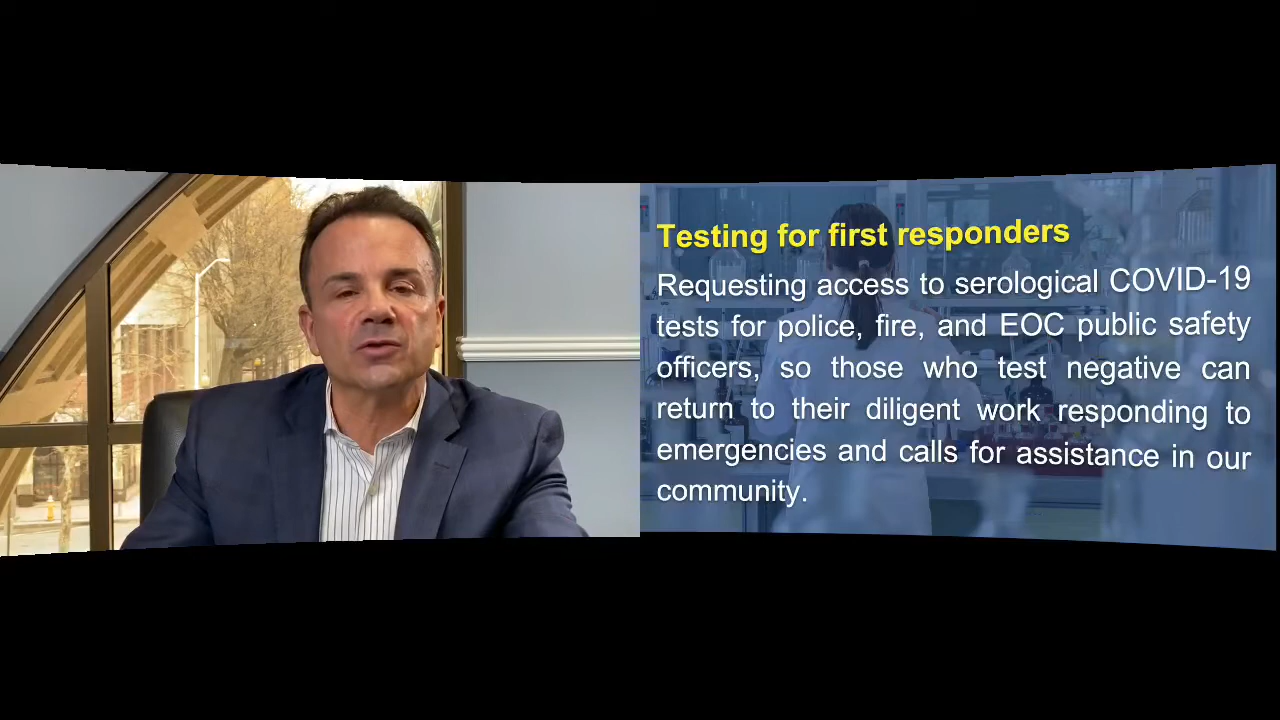 Testing for first responders
Requesting access to serological COVID-19
tests for police, fire, and EOC public safety
officers, so those who test negative can
return to their diligent work responding to
emergencies and calls for assistance in our
community.